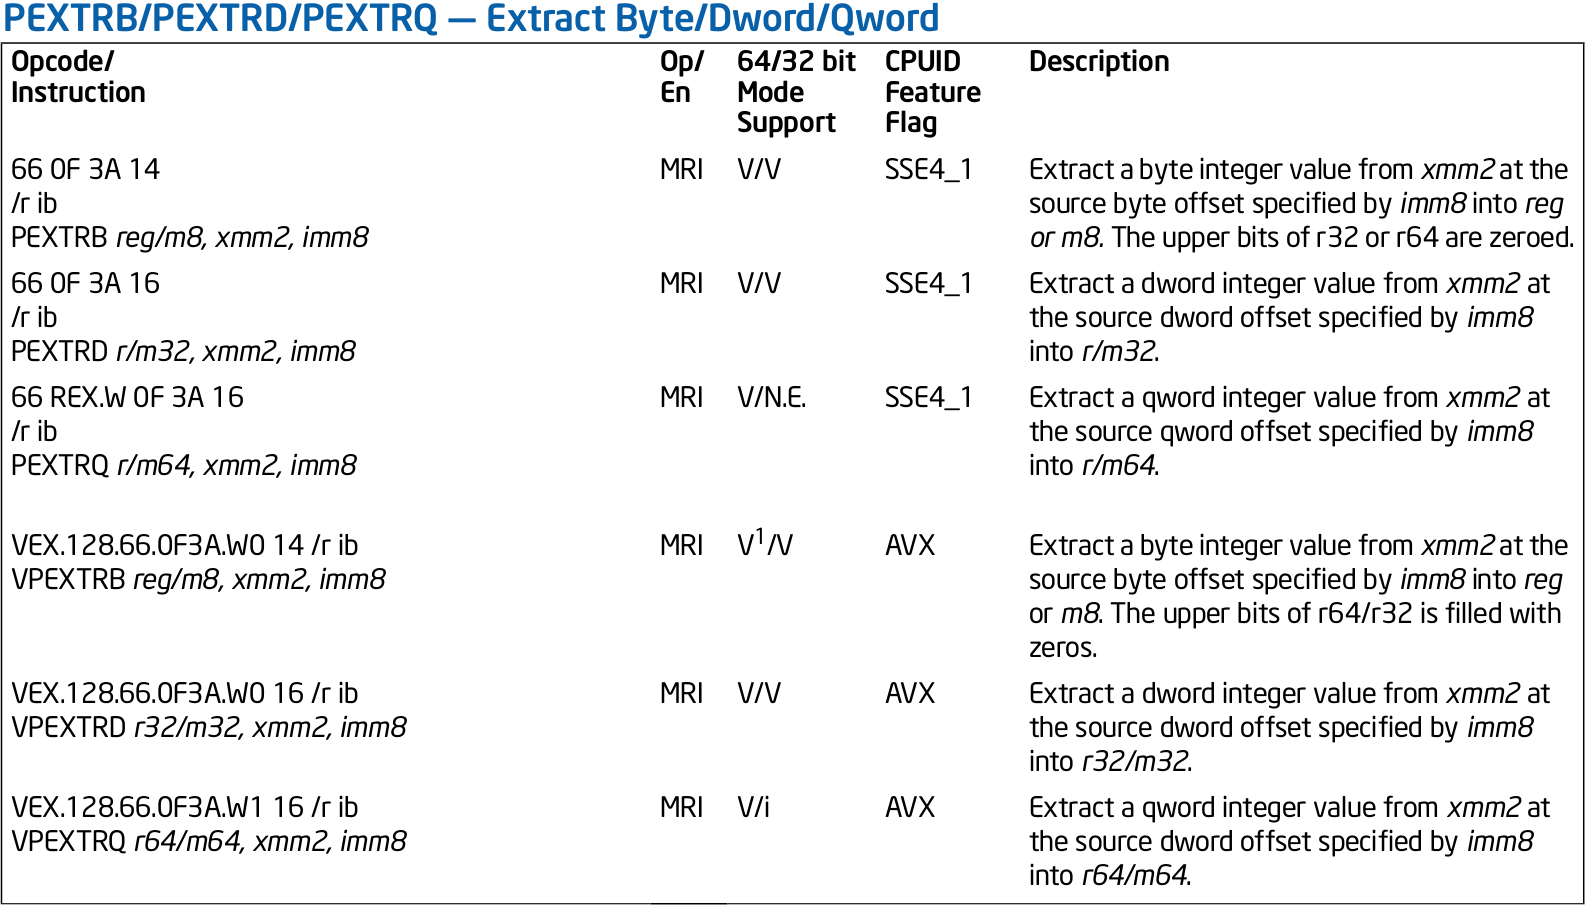 PEXTRB/PEXTRD/PEXTRQ — Extract Byte/Dword/Qword
Opcode/ Op/ 64/32 bit CPUID Description
Instruction En Mode Feature
Support Flag
66 0F 3A 14 MRI V/V SSE4_1 Extract a byte integer value from xmm2 at the
/r ib source byte offset specified by imm8 into reg
PEXTRB reg/m8, xmm2, imm8 or m8. The upper bits of r32 or r64 are zeroed.
66 0F 3A 16 MRI V/V SSE4_1 Extract a dword integer value from xmm2 at
/r ib the source dword offset specified by imm8
PEXTRD r/m32, xmm2, imm8 into r/m32.
66 REX.W 0F 3A 16 MRI V/N.E. SSE4_1 Extract a qword integer value from xmm2 at
/r ib the source qword offset specified by imm8
PEXTRQ r/m64, xmm2, imm8 into r/m64.
VEX.128.66.0F3A.W0 14 /r ib MRI V1/V AVX Extract a byte integer value from xmm2 at the
VPEXTRB reg/m8, xmm2, imm8 source byte offset specified by imm8 into reg
or m8. The upper bits of r64/r32 is filled with
zeros.
VEX.128.66.0F3A.W0 16 /r ib MRI V/V AVX Extract a dword integer value from xmm2 at
VPEXTRD r32/m32, xmm2, imm8 the source dword offset specified by imm8
into r32/m32.
VEX.128.66.0F3A.W1 16 /r ib MRI V/i AVX Extract a qword integer value from xmm2 at
VPEXTRQ r64/m64, xmm2, imm8 the source dword offset specified by imm8
into r64/m64.